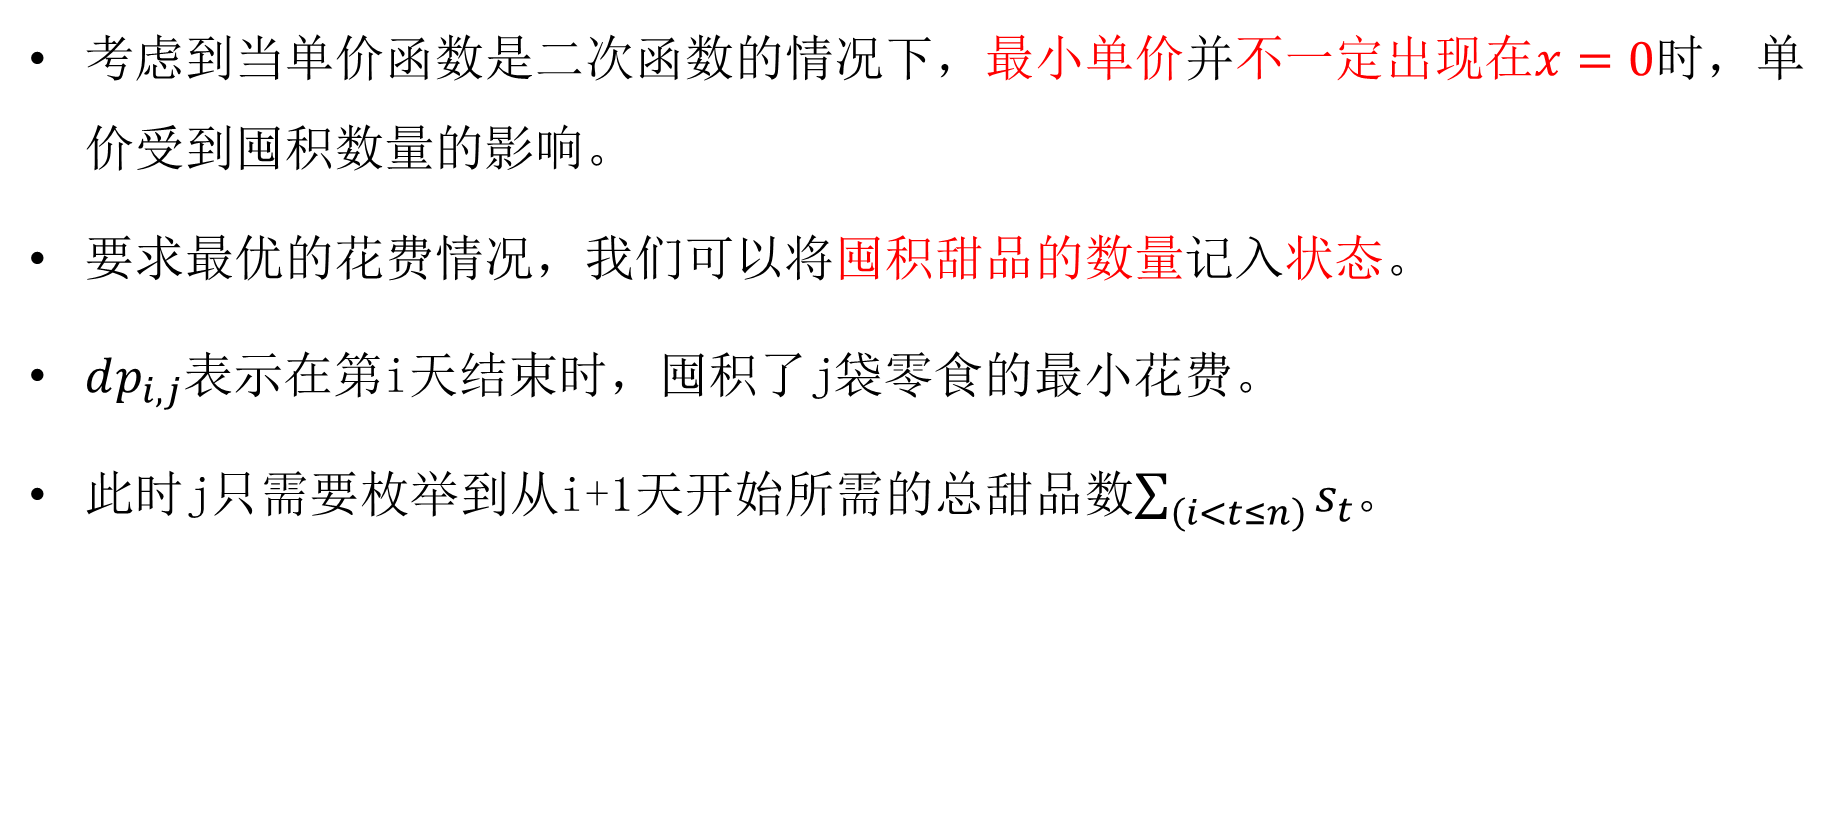 • 考虑到当单价函数是二次函数的情况下，最小单价并不一定出现在x = 0时，单
价受到囤积数量的影响。
• 要求最优的花费情况，我们可以将囤积甜品的数量记入状态。
• dp_{i,j}表示在第i天结束时，囤积了j袋零食的最小花费。
• 此时j只需要枚举到从i+1天开始所需的总甜品数∑_{(i<t≤n)} s_t。